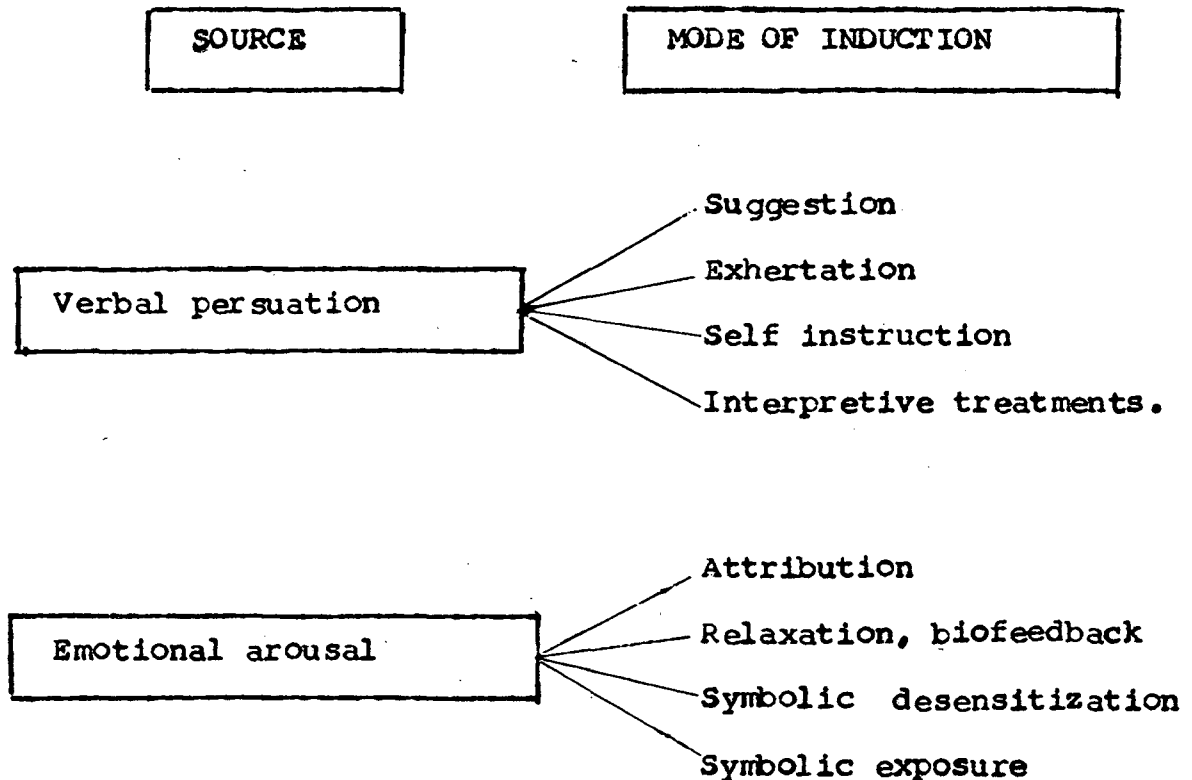 SOURCE
MODE OF INDUCTION
Suggestion
Exhertation
Verbal persuation
Self instruction
Interpretive treatments.
Attribution
Relaxation, biofeedback
Emotional arousal
Symbolic desensitization
Symbolic exposure